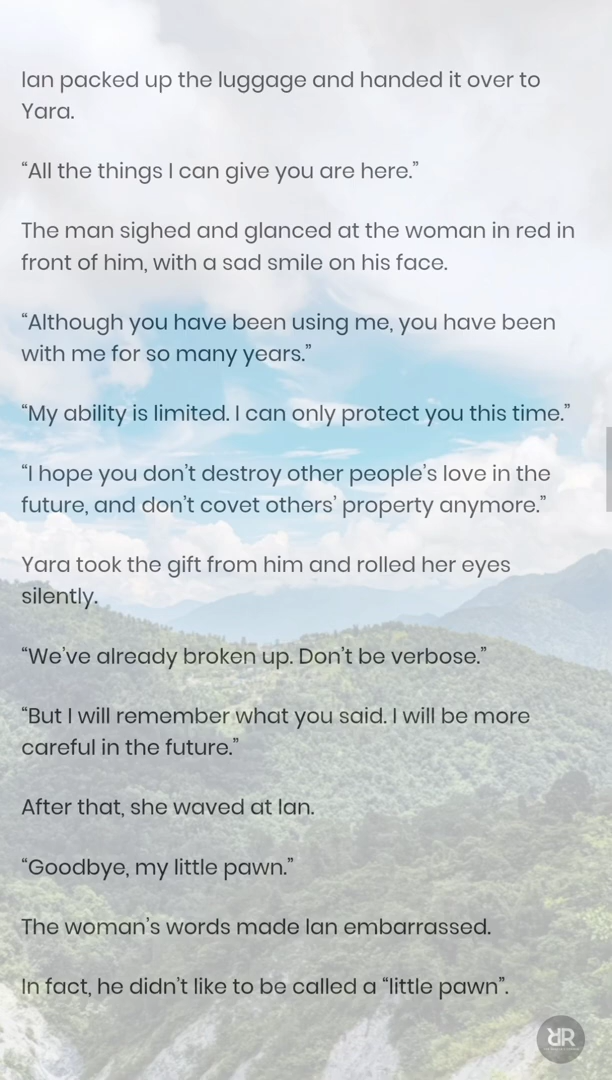 Ian packed up the luggage and handed it over to
Yara.
“All the things I can give you are here.”
The man sighed and glanced at the woman in red in
front of him, with a sad smile on his face.
“Although you have been using me, you have been
with me for so many years.”
“My ability is limited. I can only protect you this time.”
“I hope you don’t destroy other people’s love in the
future, and don’t covet others’ property anymore.”
Yara took the gift from him and rolled her eyes
silently.
“We’ve already broken up. Don’t be verbose.”
“But I will remember what you said. I will be more
careful in the future.”
After that, she waved at Ian.
“Goodbye, my little pawn.”
The woman’s words made Ian embarrassed.
In fact, he didn’t like to be called a “little pawn”.